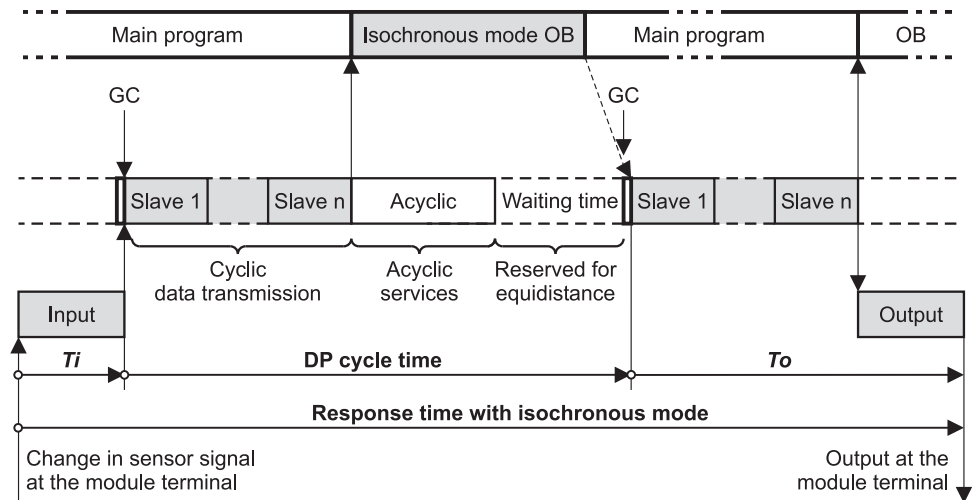 Main program
Isochronous mode OB
Main program
OB
GC
GC
Slave 1
Slave n
Acyclic
Waiting time
Slave 1
Slave n
Cyclic
data transmission
Acyclic
services
Reserved for
equidistance
Input
Output
Ti
DP cycle time
To
Response time with isochronous mode
Change in sensor signal
at the module terminal
Output at the
module terminal